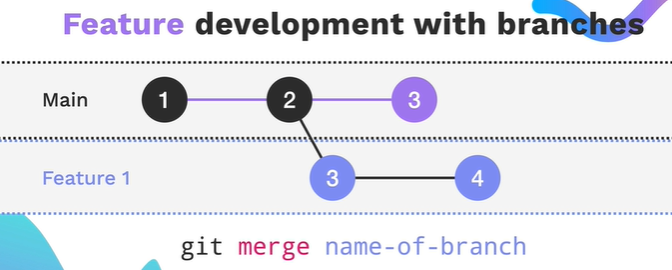 Feature development with branches
Main 1 2 3
Feature 1 3 4
git merge name-of-branch